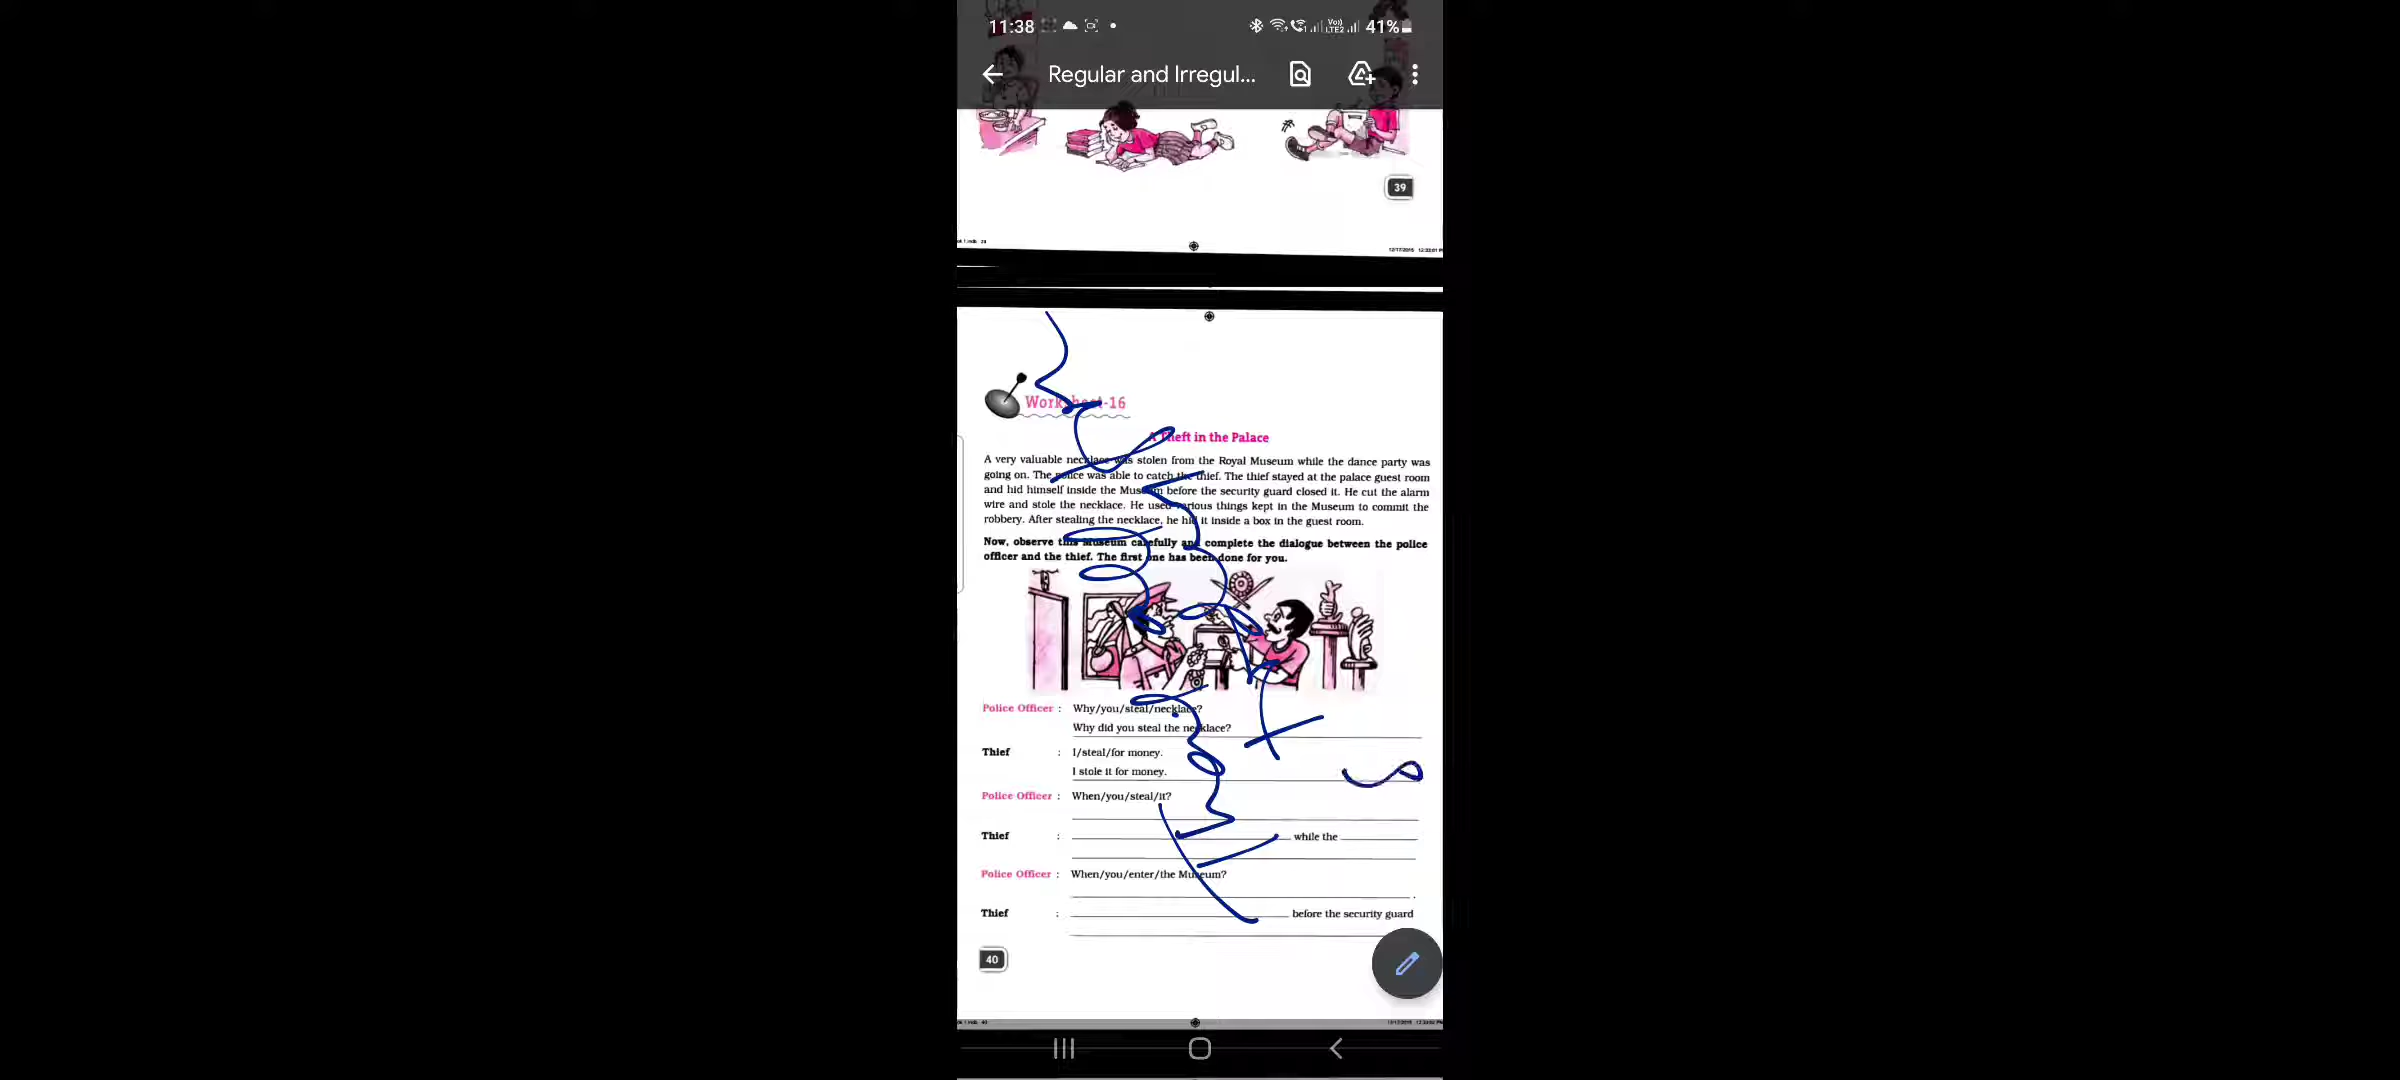 11:38
Vo))
LTE2
41%
Regular and Irregul...
39
Worksheet-16
A Theft in the Palace
A very valuable necklace was stolen from the Royal Museum while the dance party was
going on. The police was able to catch the thief. The thief stayed at the palace guest room
and hid himself inside the Museum before the security guard closed it. He cut the alarm
wire and stole the necklace. He used various things kept in the Museum to commit the
robbery. After stealing the necklace, he hid it inside a box in the guest room.
Now, observe this Museum carefully and complete the dialogue between the police
officer and the thief. The first one has been done for you.
Police Officer : Why/you/steal/necklace?
Why did you steal the necklace?
Thief : I/steal/for money.
I stole it for money.
Police Officer : When/you/steal/it?
Thief : while the
Police Officer : When/you/enter/the Museum?
Thief : before the security guard
40